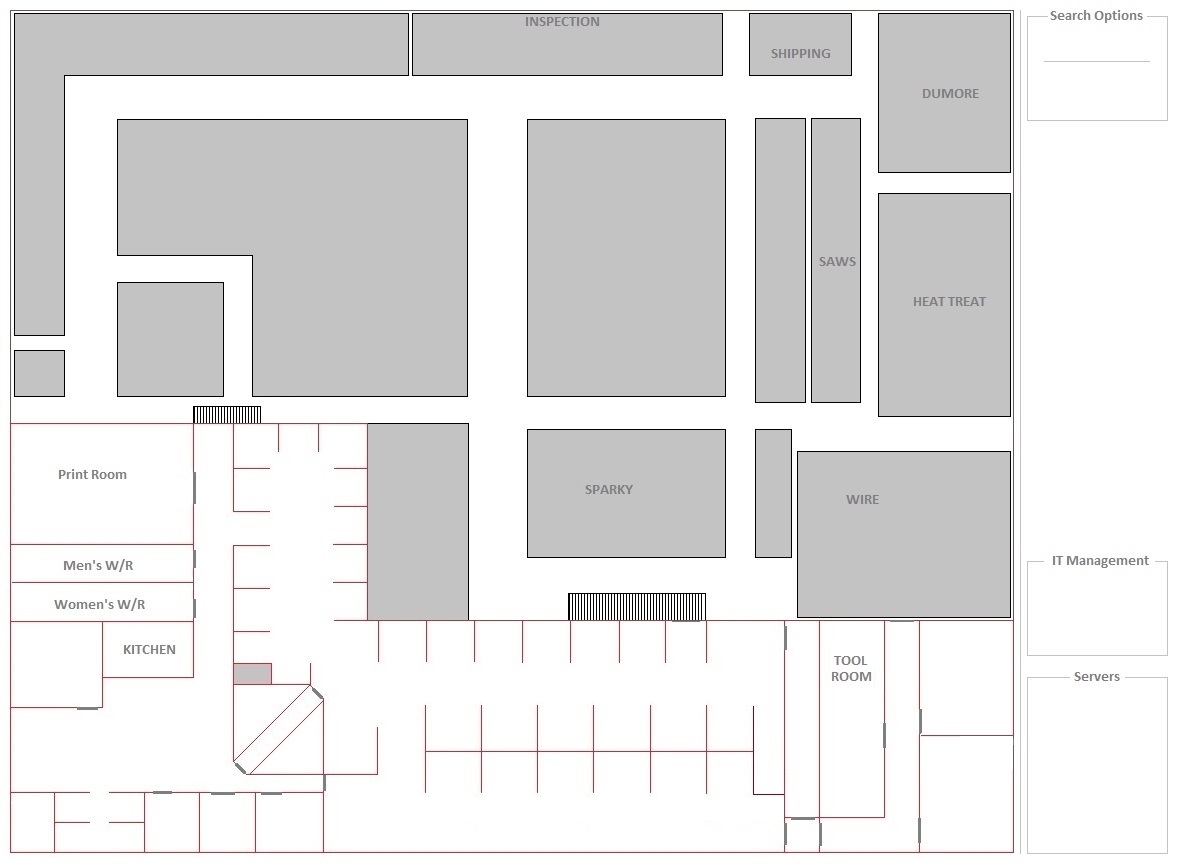 INSPECTION
Search Options
SHIPPING
DUMORE
SAWS
HEAT TREAT
Print Room
SPARKY
WIRE
Men's W/R
IT Management
Women's W/R
KITCHEN
TOOL
ROOM
Servers